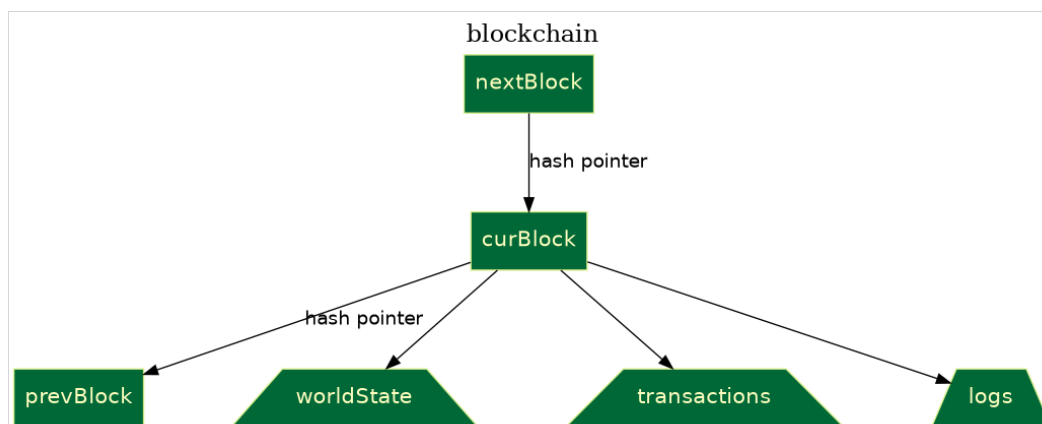 blockchain
nextBlock
hash pointer
curBlock
hash pointer
prevBlock
worldState
transactions
logs